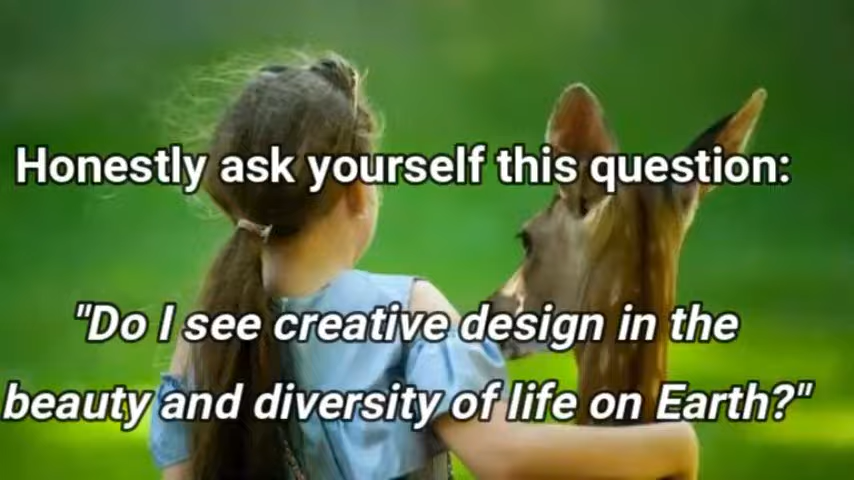 Honestly ask yourself this question:
"Do I see creative design in the
beauty and diversity of life on Earth?"